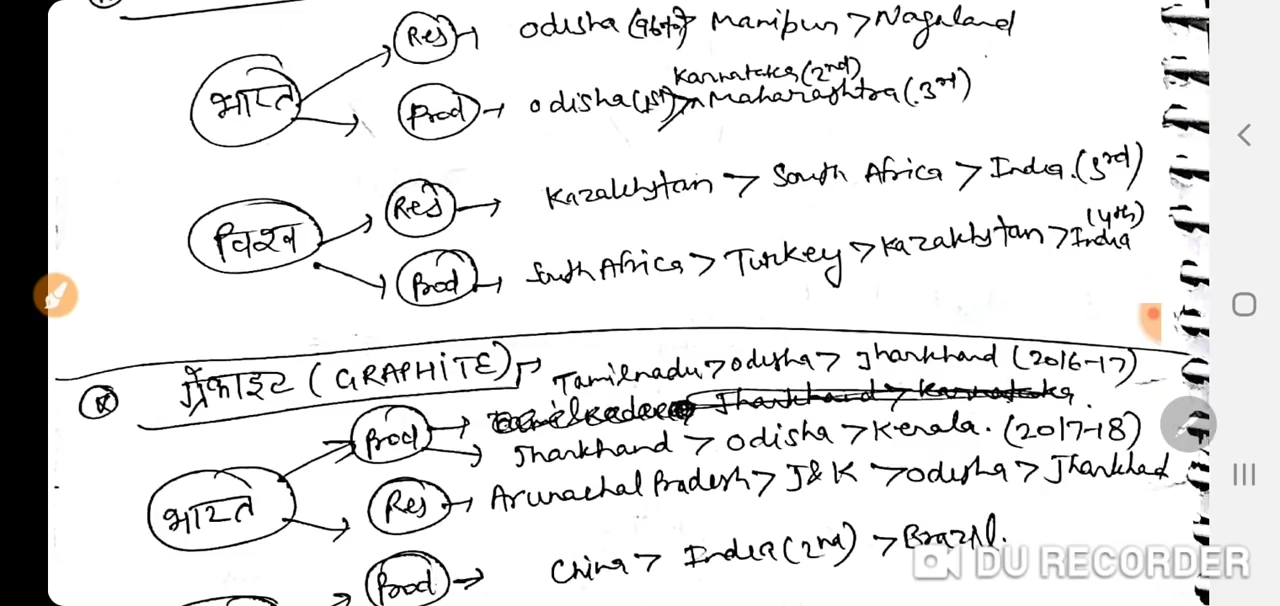 Res → Odisha (96%) > Manipur > Nagaland
भारत
Karnataka (2nd)
Prod → Odisha (1st) > Maharashtra (3rd)
Res → Kazakhstan > South Africa > India (3rd)
विश्व
(4th)
Prod → South Africa > Turkey > Kazakhstan > India
ग्रेफाइट (GRAPHITE) → Tamilnadu > Odisha > Jharkhand (2016-17)
Prod → Jharkhand > Karnataka
Jharkhand > Odisha > Kerala. (2017-18)
भारत
Res → Arunachal Pradesh > J&K > Odisha > Jharkhad
Prod → China > India (2nd) > Brazil.
DU RECORDER